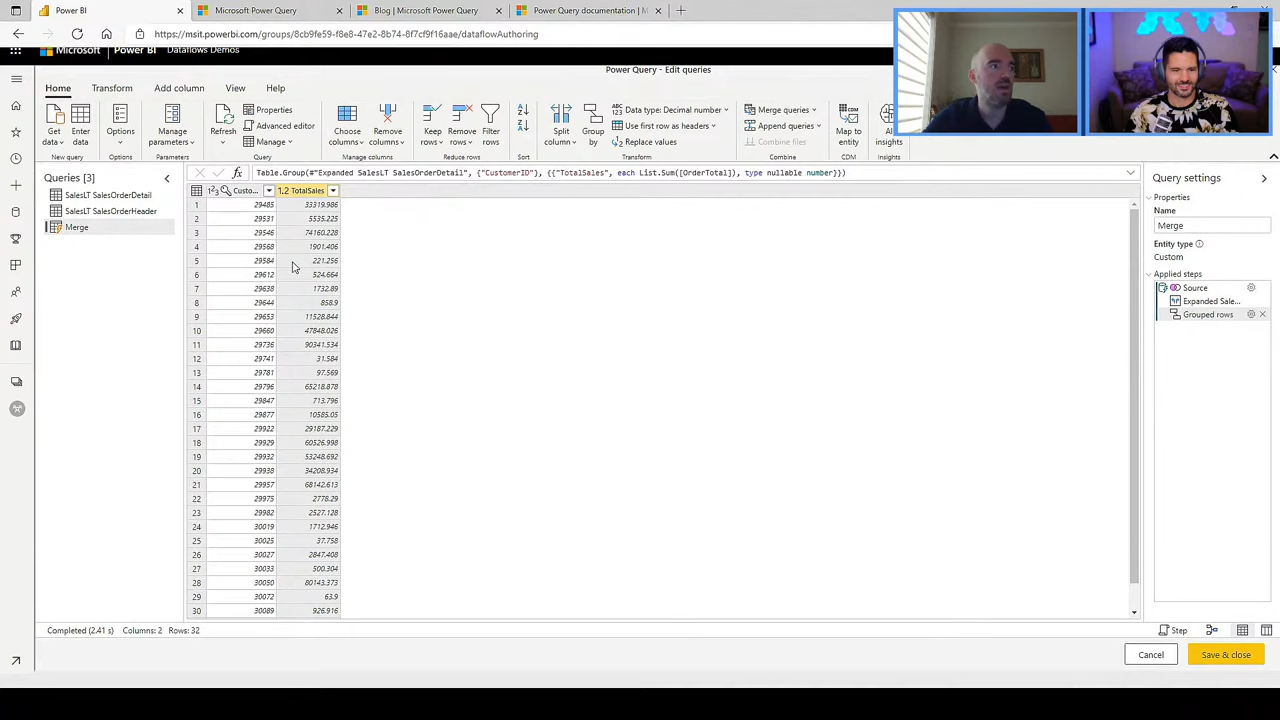 Power BI
Microsoft Power Query
Blog | Microsoft Power Query
Power Query documentation | M
https://msit.powerbi.com/groups/8cb9fe59-f8e8-47e2-8b74-8f7cf9f16aae/dataflowAuthoring
Microsoft Power BI Dataflows Demos
Power Query - Edit queries
Home Transform Add column View Help
Get data
Enter data
New query
Options
Manage parameters
Parameters
Refresh
Properties
Advanced editor
Manage
Query
Choose columns
Remove columns
Manage columns
Keep rows
Remove rows
Filter rows
Reduce rows
Sort
Split column
Group by
Data type: Decimal number
Use first row as headers
Replace values
Transform
Merge queries
Append queries
Combine files
Combine
Map to entity
CDM
AI insights
Insights
Queries [3]
SalesLT SalesOrderDetail
SalesLT SalesOrderHeader
Merge
fx Table.Group(#"Expanded SalesLT SalesOrderDetail", {"CustomerID"}, {{"TotalSales", each List.Sum([OrderTotal]), type nullable number}})
123 Custo... 1.2 TotalSales
1 29485 33319.986
2 29531 5535.225
3 29546 74160.228
4 29568 1901.406
5 29584 221.256
6 29612 524.664
7 29638 1732.89
8 29644 858.9
9 29653 11528.844
10 29660 47848.026
11 29736 90341.534
12 29741 31.584
13 29781 97.569
14 29796 65218.878
15 29847 713.796
16 29877 10585.05
17 29922 29187.229
18 29929 60526.998
19 29932 53248.692
20 29938 34208.934
21 29957 68142.613
22 29975 2778.29
23 29982 2527.128
24 30019 1712.946
25 30025 37.758
26 30027 2847.408
27 30033 500.304
28 30050 80143.373
29 30072 63.9
30 30089 926.916
Query settings
Properties
Name
Merge
Entity type
Custom
Applied steps
Source
Expanded Sale...
Grouped rows
Completed (2.41 s) Columns: 2 Rows: 32
Step
Cancel
Save & close